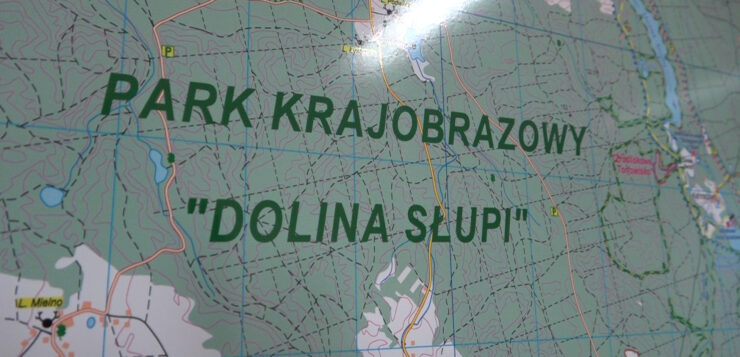 P
PARK KRAJOBRAZOWY
"DOLINA SŁUPI"
L. Mielno